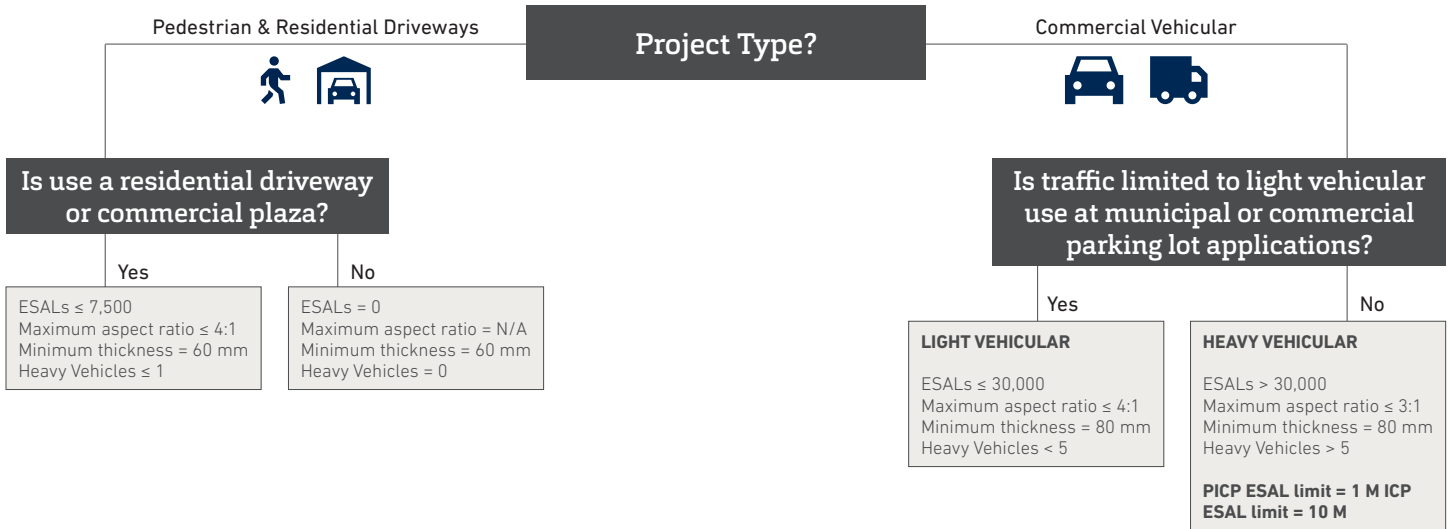 Project Type?
Pedestrian & Residential Driveways
Commercial Vehicular
Is use a residential driveway
or commercial plaza?
Yes
ESALs ≤ 7,500
Maximum aspect ratio ≤ 4:1
Minimum thickness = 60 mm
Heavy Vehicles ≤ 1
No
ESALs = 0
Maximum aspect ratio = N/A
Minimum thickness = 60 mm
Heavy Vehicles = 0
Is traffic limited to light vehicular
use at municipal or commercial
parking lot applications?
Yes
LIGHT VEHICULAR
ESALs ≤ 30,000
Maximum aspect ratio ≤ 4:1
Minimum thickness = 80 mm
Heavy Vehicles < 5
No
HEAVY VEHICULAR
ESALs > 30,000
Maximum aspect ratio ≤ 3:1
Minimum thickness = 80 mm
Heavy Vehicles > 5
PICP ESAL limit = 1 M ICP
ESAL limit = 10 M